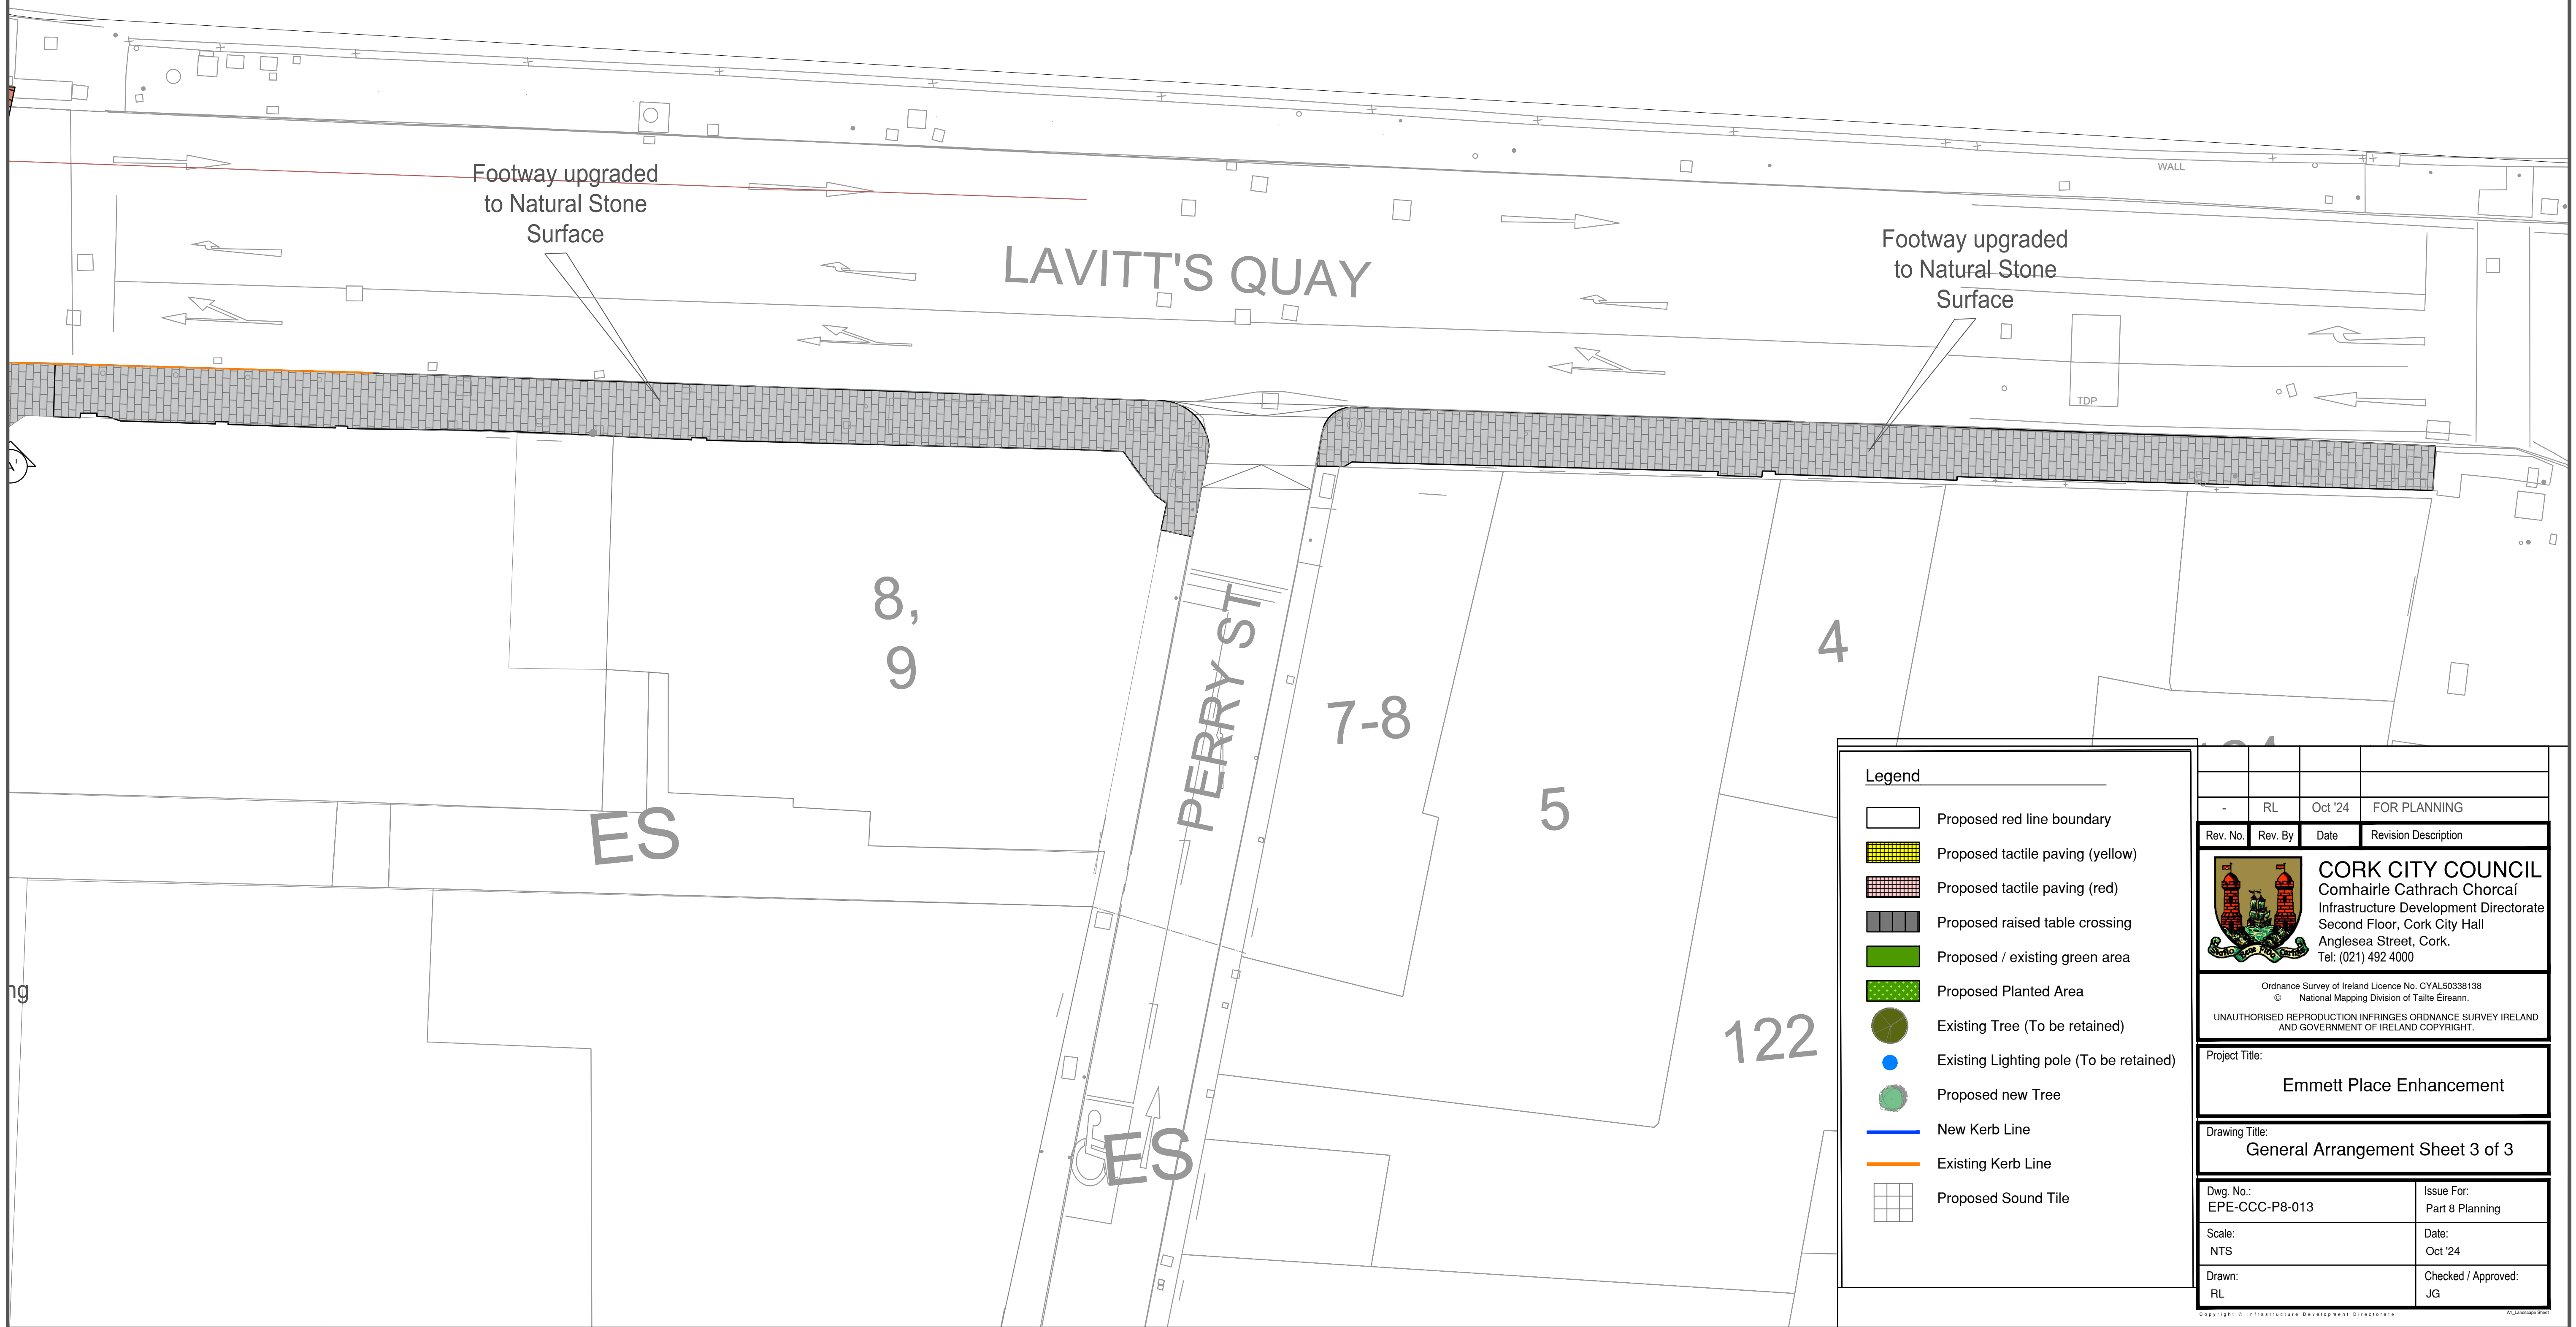 WALL
Footway upgraded
to Natural Stone
Surface
LAVITT'S QUAY
Footway upgraded
to Natural Stone
Surface
TDP
8,
9
PERRY ST
7-8
4
5
ES
122
ES
Legend
Proposed red line boundary
Proposed tactile paving (yellow)
Proposed tactile paving (red)
Proposed raised table crossing
Proposed / existing green area
Proposed Planted Area
Existing Tree (To be retained)
Existing Lighting pole (To be retained)
Proposed new Tree
New Kerb Line
Existing Kerb Line
Proposed Sound Tile
- RL Oct '24 FOR PLANNING
Rev. No. Rev. By Date Revision Description
CORK CITY COUNCIL
Comhairle Cathrach Chorcaí
Infrastructure Development Directorate
Second Floor, Cork City Hall
Anglesea Street, Cork.
Tel: (021) 492 4000
Ordnance Survey of Ireland Licence No. CYAL50338138
© National Mapping Division of Tailte Éireann.
UNAUTHORISED REPRODUCTION INFRINGES ORDNANCE SURVEY IRELAND
AND GOVERNMENT OF IRELAND COPYRIGHT.
Project Title:
Emmett Place Enhancement
Drawing Title:
General Arrangement Sheet 3 of 3
Dwg. No.: Issue For:
EPE-CCC-P8-013 Part 8 Planning
Scale: Date:
NTS Oct '24
Drawn: Checked / Approved:
RL JG
Copyright © Infrastructure Development Directorate
A1_Landscape Sheet